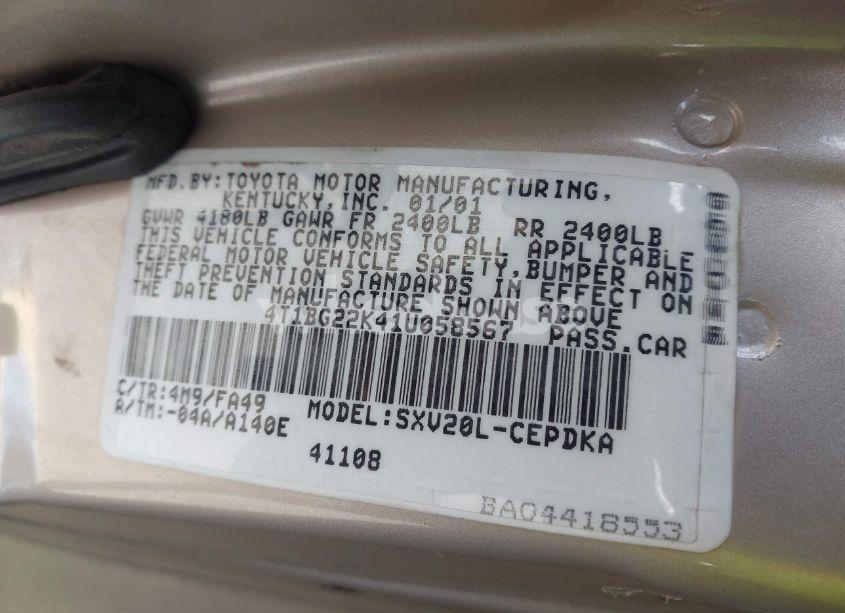 MFD.BY:TOYOTA MOTOR MANUFACTURING,
KENTUCKY,INC. 01/01
GVWR 4180LB GAWR FR 2400LB RR 2400LB
THIS VEHICLE CONFORMS TO ALL APPLICABLE
FEDERAL MOTOR VEHICLE SAFETY,BUMPER AND
THEFT PREVENTION STANDARDS IN EFFECT ON
THE DATE OF MANUFACTURE SHOWN ABOVE
4T1BG22K41U058567 PASS.CAR
C/TR:4M9/FA49
A/TM:-04A/A140E
MODEL:SXV20L-CEPDKA
41108
BA04418553